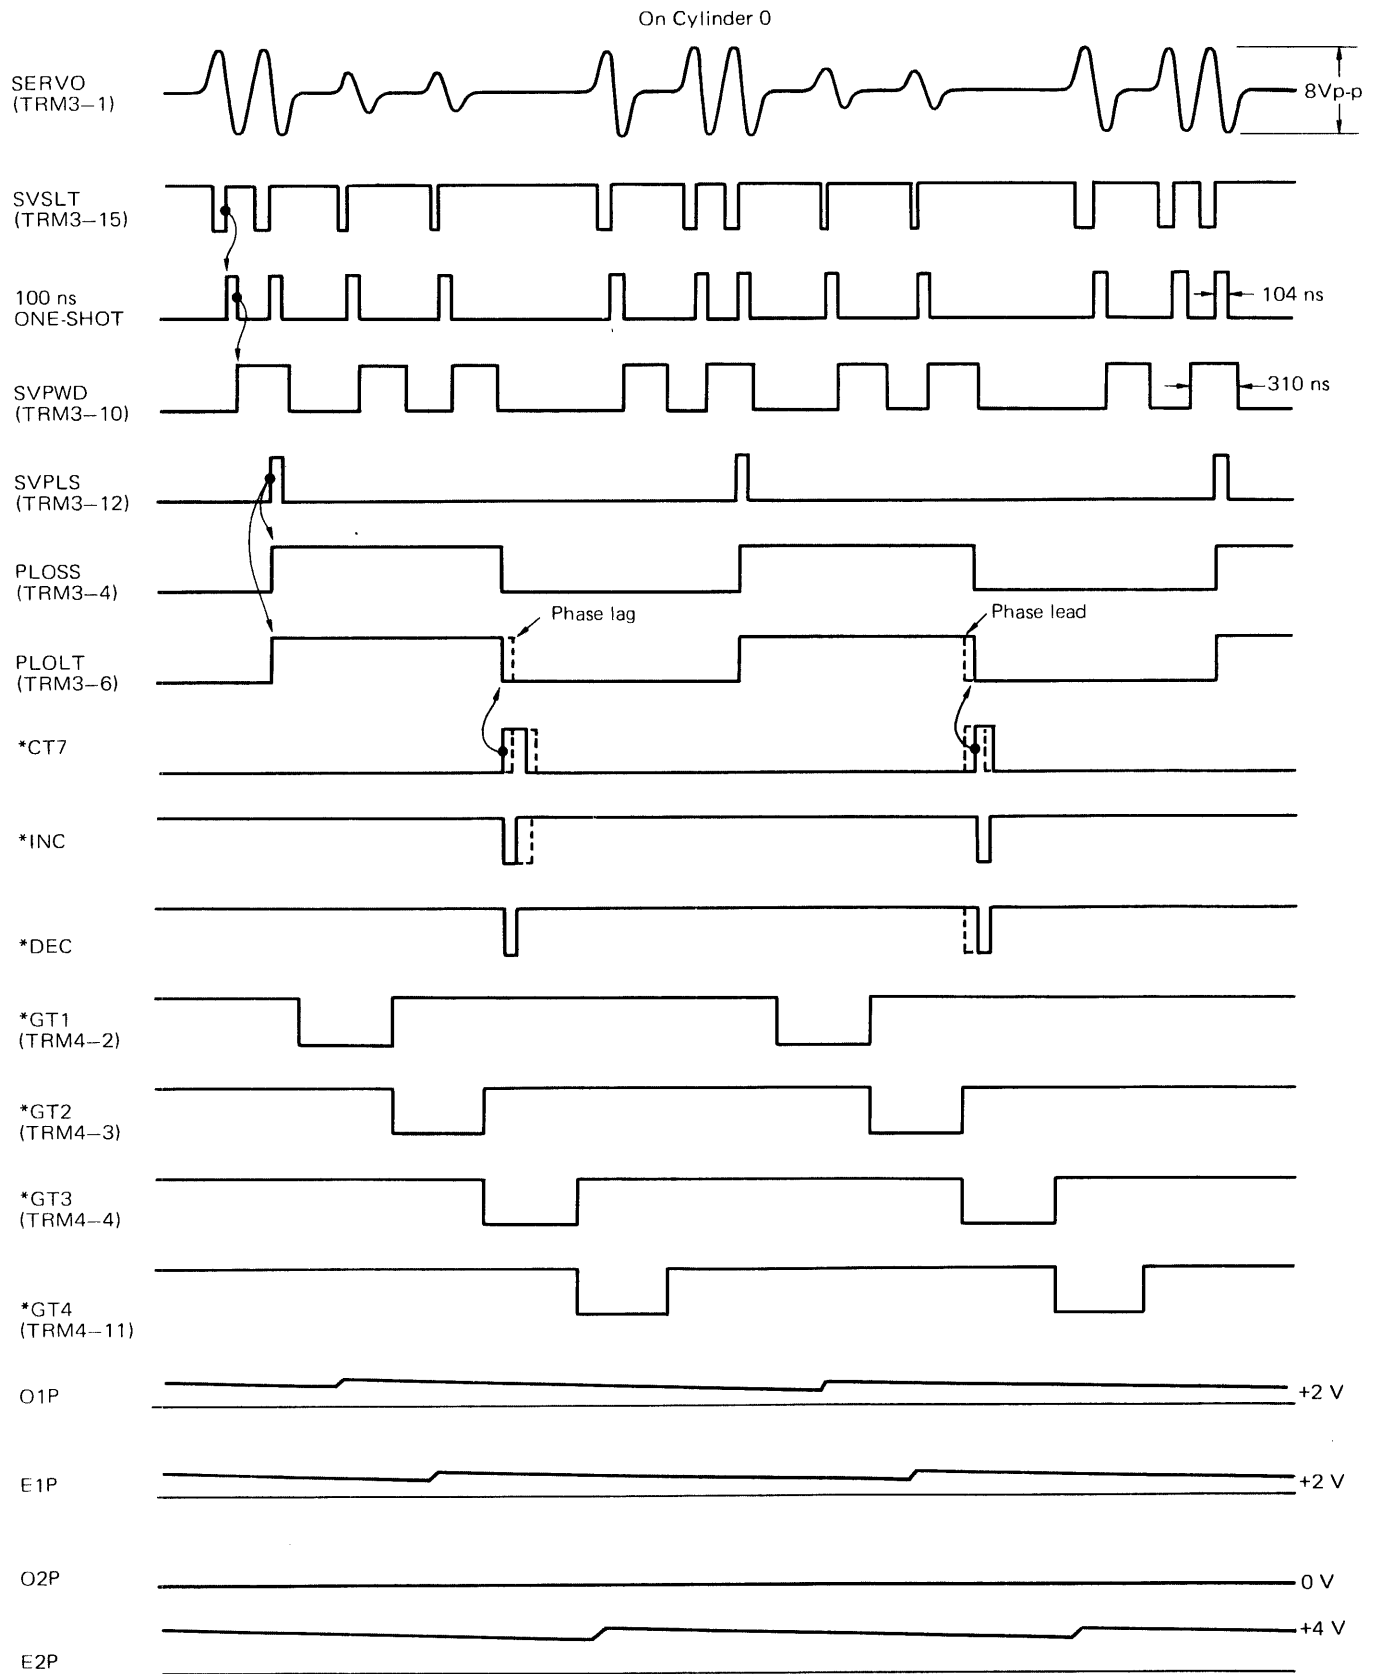 On Cylinder 0
SERVO
(TRM3–1)
8Vp-p
SVSLT
(TRM3–15)
100 ns
ONE-SHOT
104 ns
SVPWD
(TRM3–10)
310 ns
SVPLS
(TRM3–12)
PLOSS
(TRM3–4)
Phase lag
Phase lead
PLOLT
(TRM3–6)
*CT7
*INC
*DEC
*GT1
(TRM4–2)
*GT2
(TRM4–3)
*GT3
(TRM4–4)
*GT4
(TRM4–11)
O1P
+2 V
E1P
+2 V
O2P
0 V
+4 V
E2P